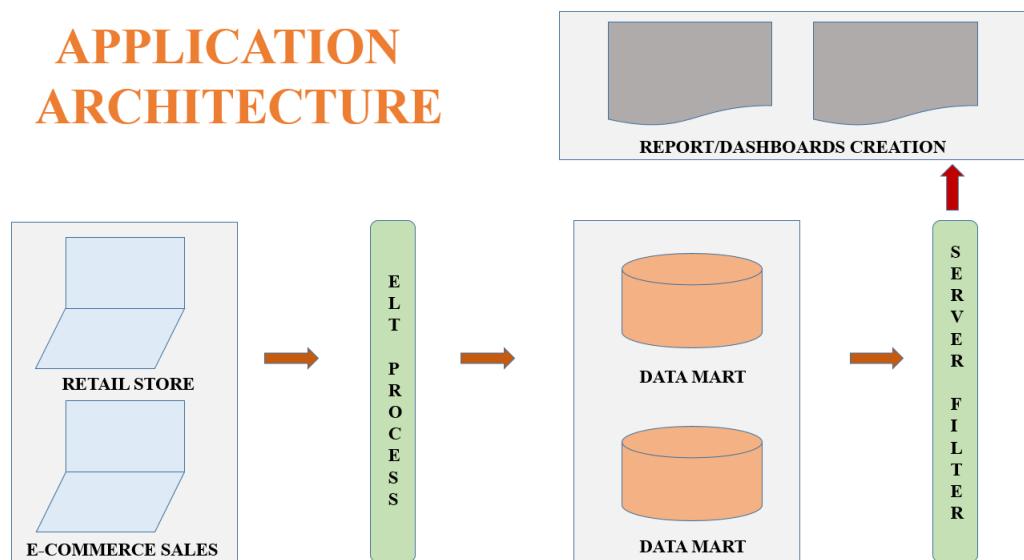 APPLICATION
ARCHITECTURE
REPORT/DASHBOARDS CREATION
RETAIL STORE
E-COMMERCE SALES
ELT PROCESS
DATA MART
DATA MART
SERVER FILTER